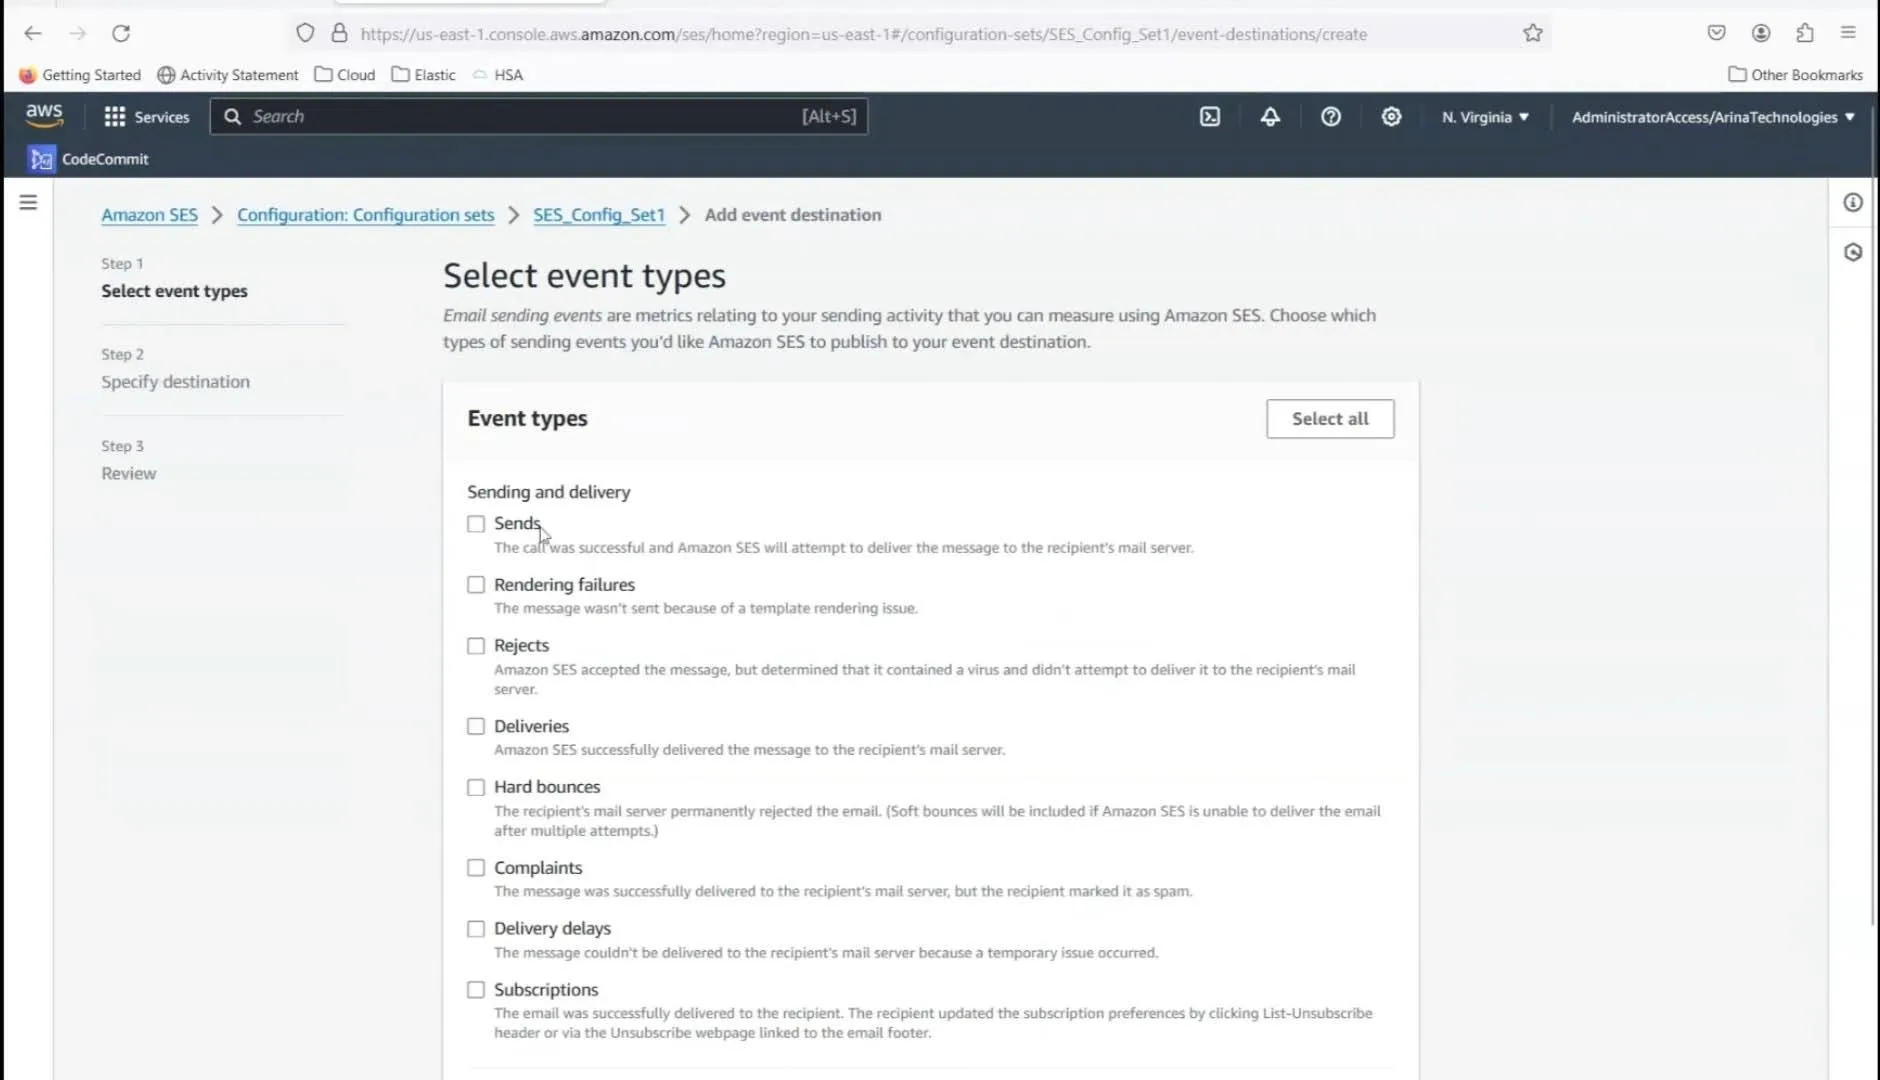 https://us-east-1.console.aws.amazon.com/ses/home?region=us-east-1#/configuration-sets/SES_Config_Set1/event-destinations/create
Getting Started Activity Statement Cloud Elastic HSA Other Bookmarks
aws Services Search [Alt+S] N. Virginia ▼ AdministratorAccess/ArinaTechnologies ▼
CodeCommit
Amazon SES > Configuration: Configuration sets > SES_Config_Set1 > Add event destination
Step 1
Select event types
Step 2
Specify destination
Step 3
Review
Select event types
Email sending events are metrics relating to your sending activity that you can measure using Amazon SES. Choose which
types of sending events you'd like Amazon SES to publish to your event destination.
Event types Select all
Sending and delivery
Sends
The call was successful and Amazon SES will attempt to deliver the message to the recipient's mail server.
Rendering failures
The message wasn't sent because of a template rendering issue.
Rejects
Amazon SES accepted the message, but determined that it contained a virus and didn't attempt to deliver it to the recipient's mail
server.
Deliveries
Amazon SES successfully delivered the message to the recipient's mail server.
Hard bounces
The recipient's mail server permanently rejected the email. (Soft bounces will be included if Amazon SES is unable to deliver the email
after multiple attempts.)
Complaints
The message was successfully delivered to the recipient's mail server, but the recipient marked it as spam.
Delivery delays
The message couldn't be delivered to the recipient's mail server because a temporary issue occurred.
Subscriptions
The email was successfully delivered to the recipient. The recipient updated the subscription preferences by clicking List-Unsubscribe
header or via the Unsubscribe webpage linked to the email footer.